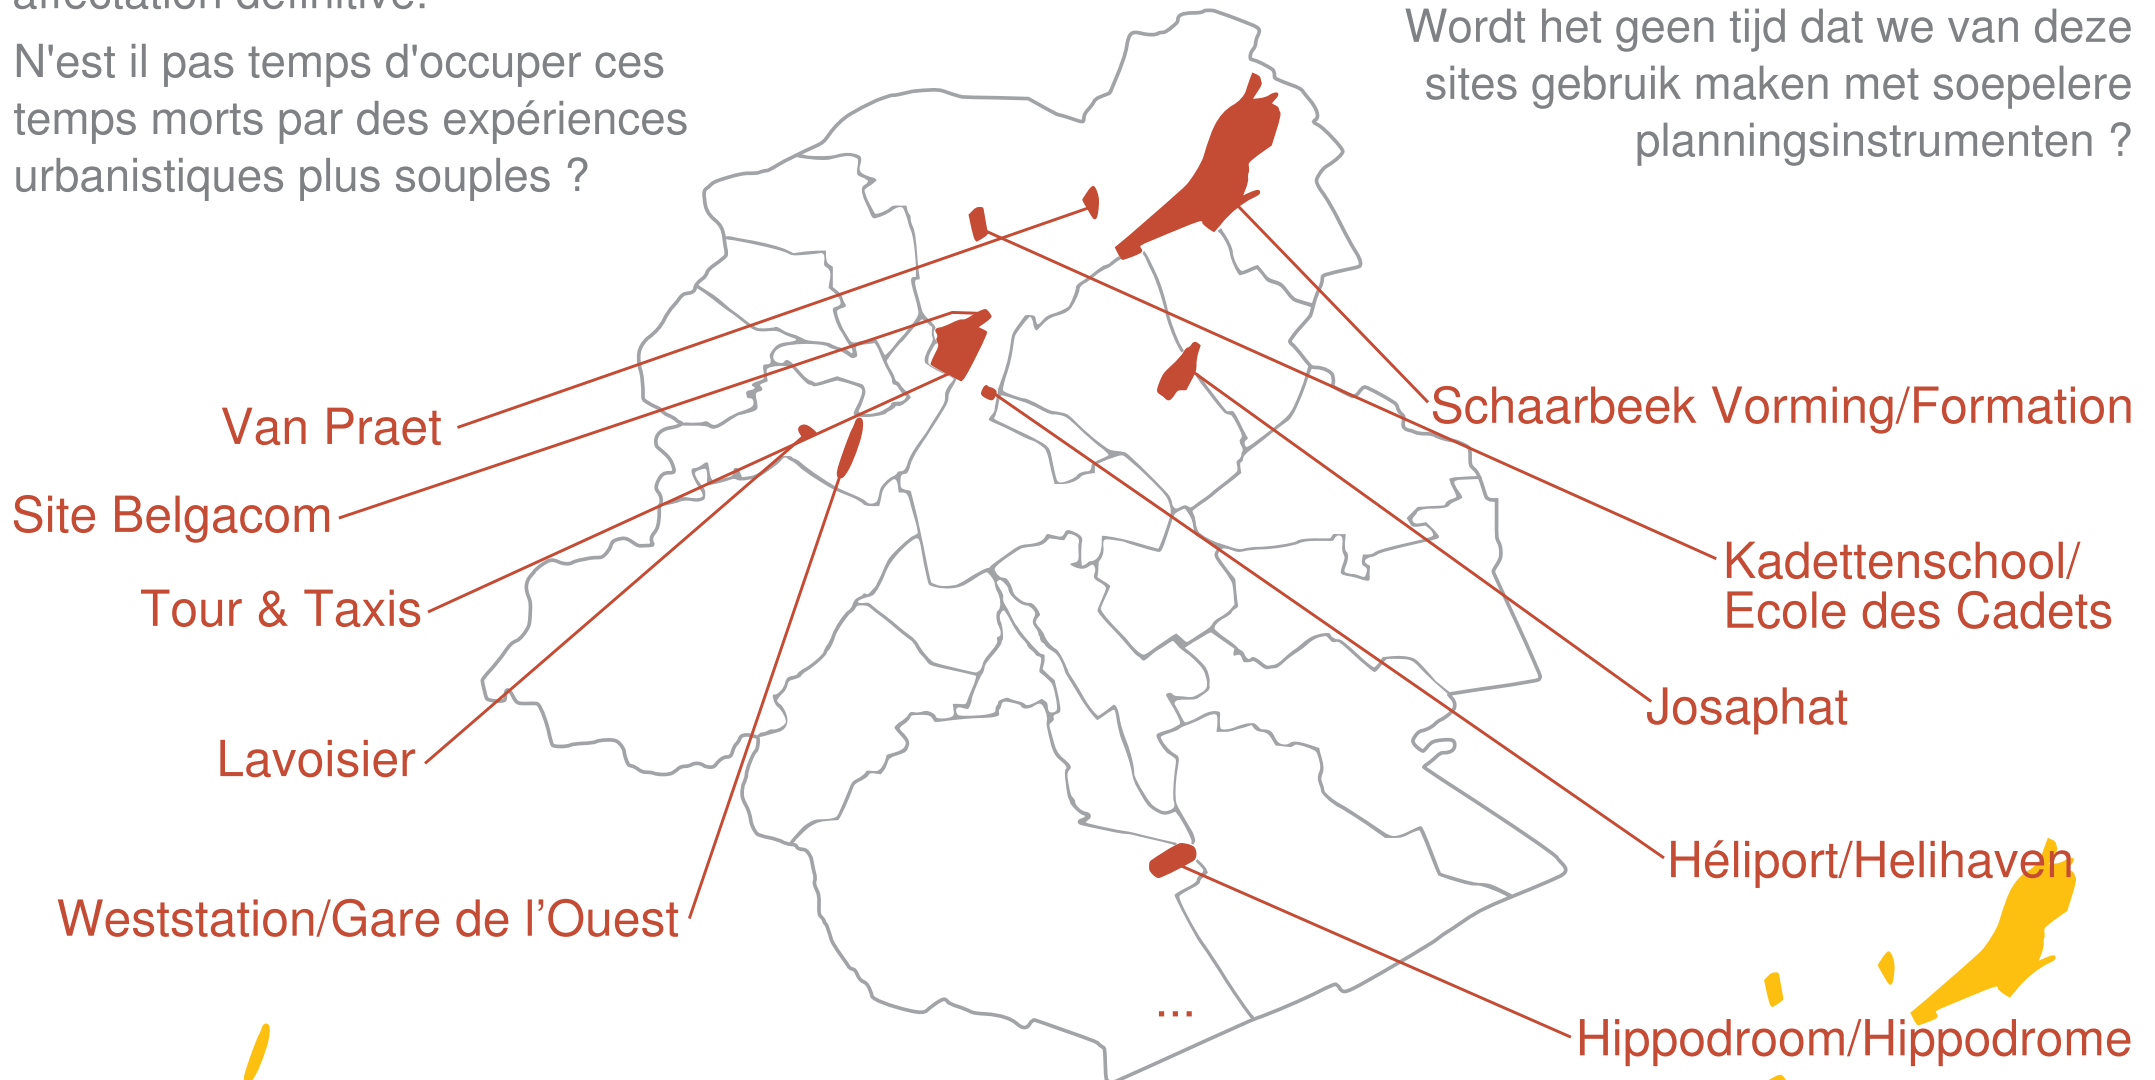 affectation définitive.
N'est il pas temps d'occuper ces
temps morts par des expériences
urbanistiques plus souples ?
Wordt het geen tijd dat we van deze
sites gebruik maken met soepelere
planningsinstrumenten ?
Van Praet
Site Belgacom
Tour & Taxis
Lavoisier
Weststation/Gare de l’Ouest
Schaarbeek Vorming/Formation
Kadettenschool/
Ecole des Cadets
Josaphat
Héliport/Helihaven
Hippodroom/Hippodrome
...